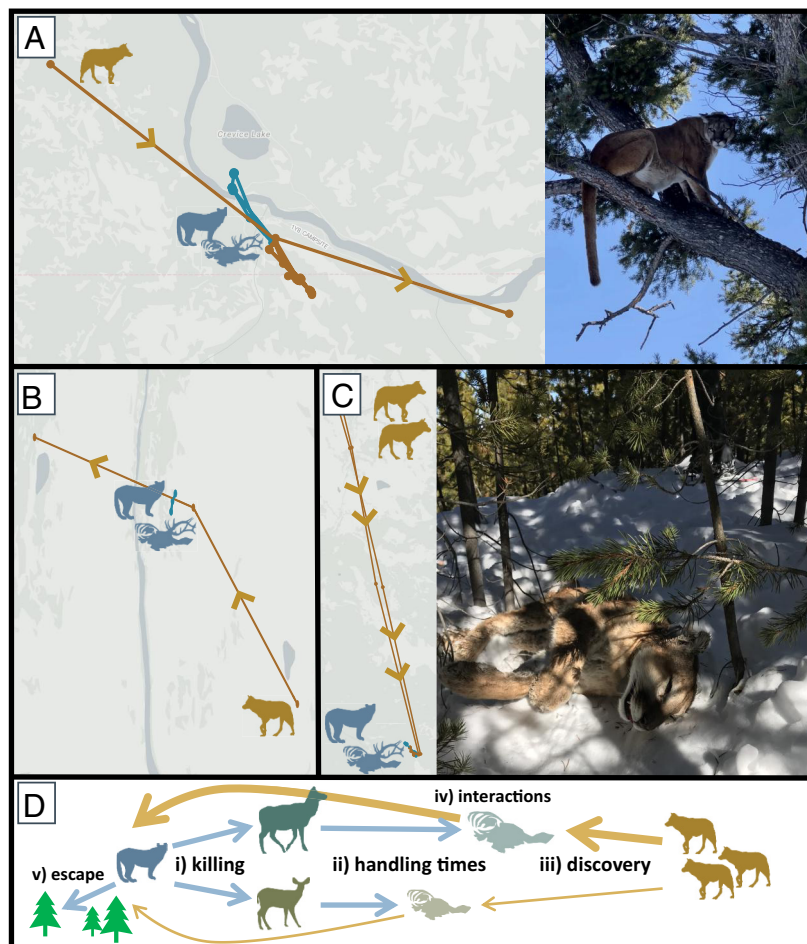 A
Crevice Lake
B
C
D
iv) interactions
v) escape
i) killing
ii) handling times
iii) discovery